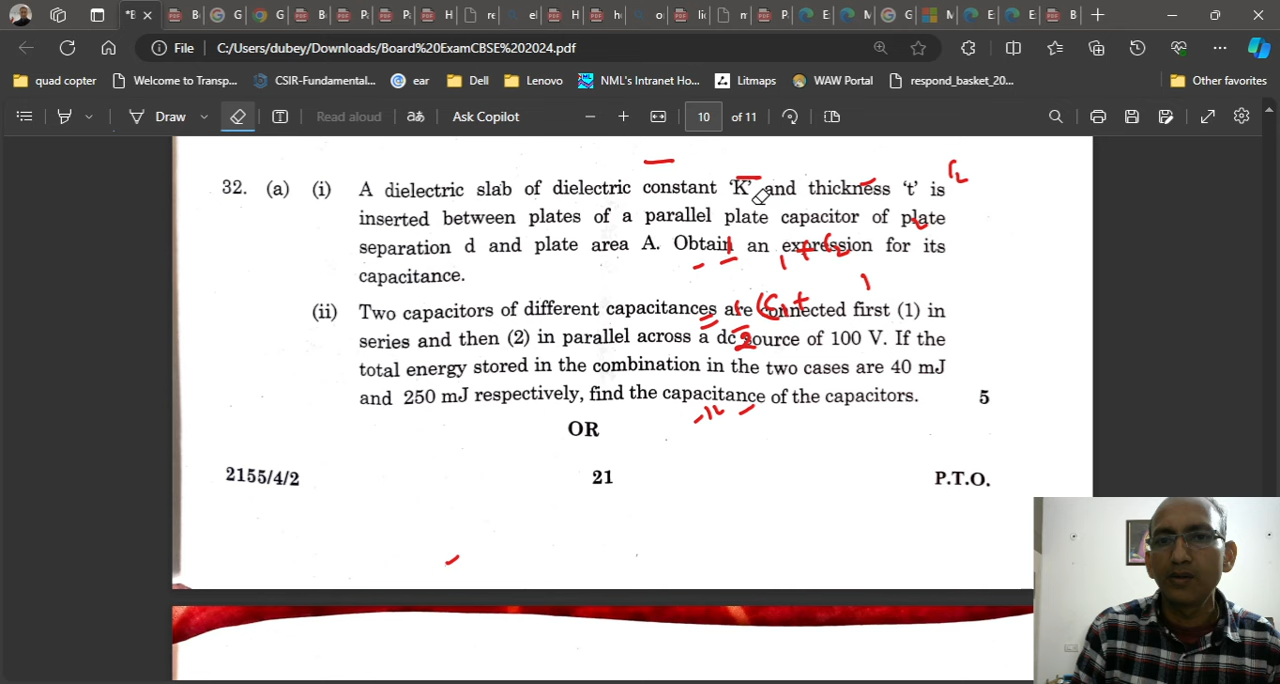 File C:/Users/dubey/Downloads/Board%20ExamCBSE%202024.pdf
quad copter Welcome to Transp... CSIR-Fundamental... ear Dell Lenovo NML's Intranet Ho... Litmaps WAW Portal respond_basket_20... Other favorites
Draw Read aloud Ask Copilot 10 of 11
32. (a) (i) A dielectric slab of dielectric constant ‘K’ and thickness ‘t’ is
inserted between plates of a parallel plate capacitor of plate
separation d and plate area A. Obtain an expression for its
capacitance.
(ii) Two capacitors of different capacitances are connected first (1) in
series and then (2) in parallel across a dc source of 100 V. If the
total energy stored in the combination in the two cases are 40 mJ
and 250 mJ respectively, find the capacitance of the capacitors. 5
OR
2155/4/2 21 P.T.O.